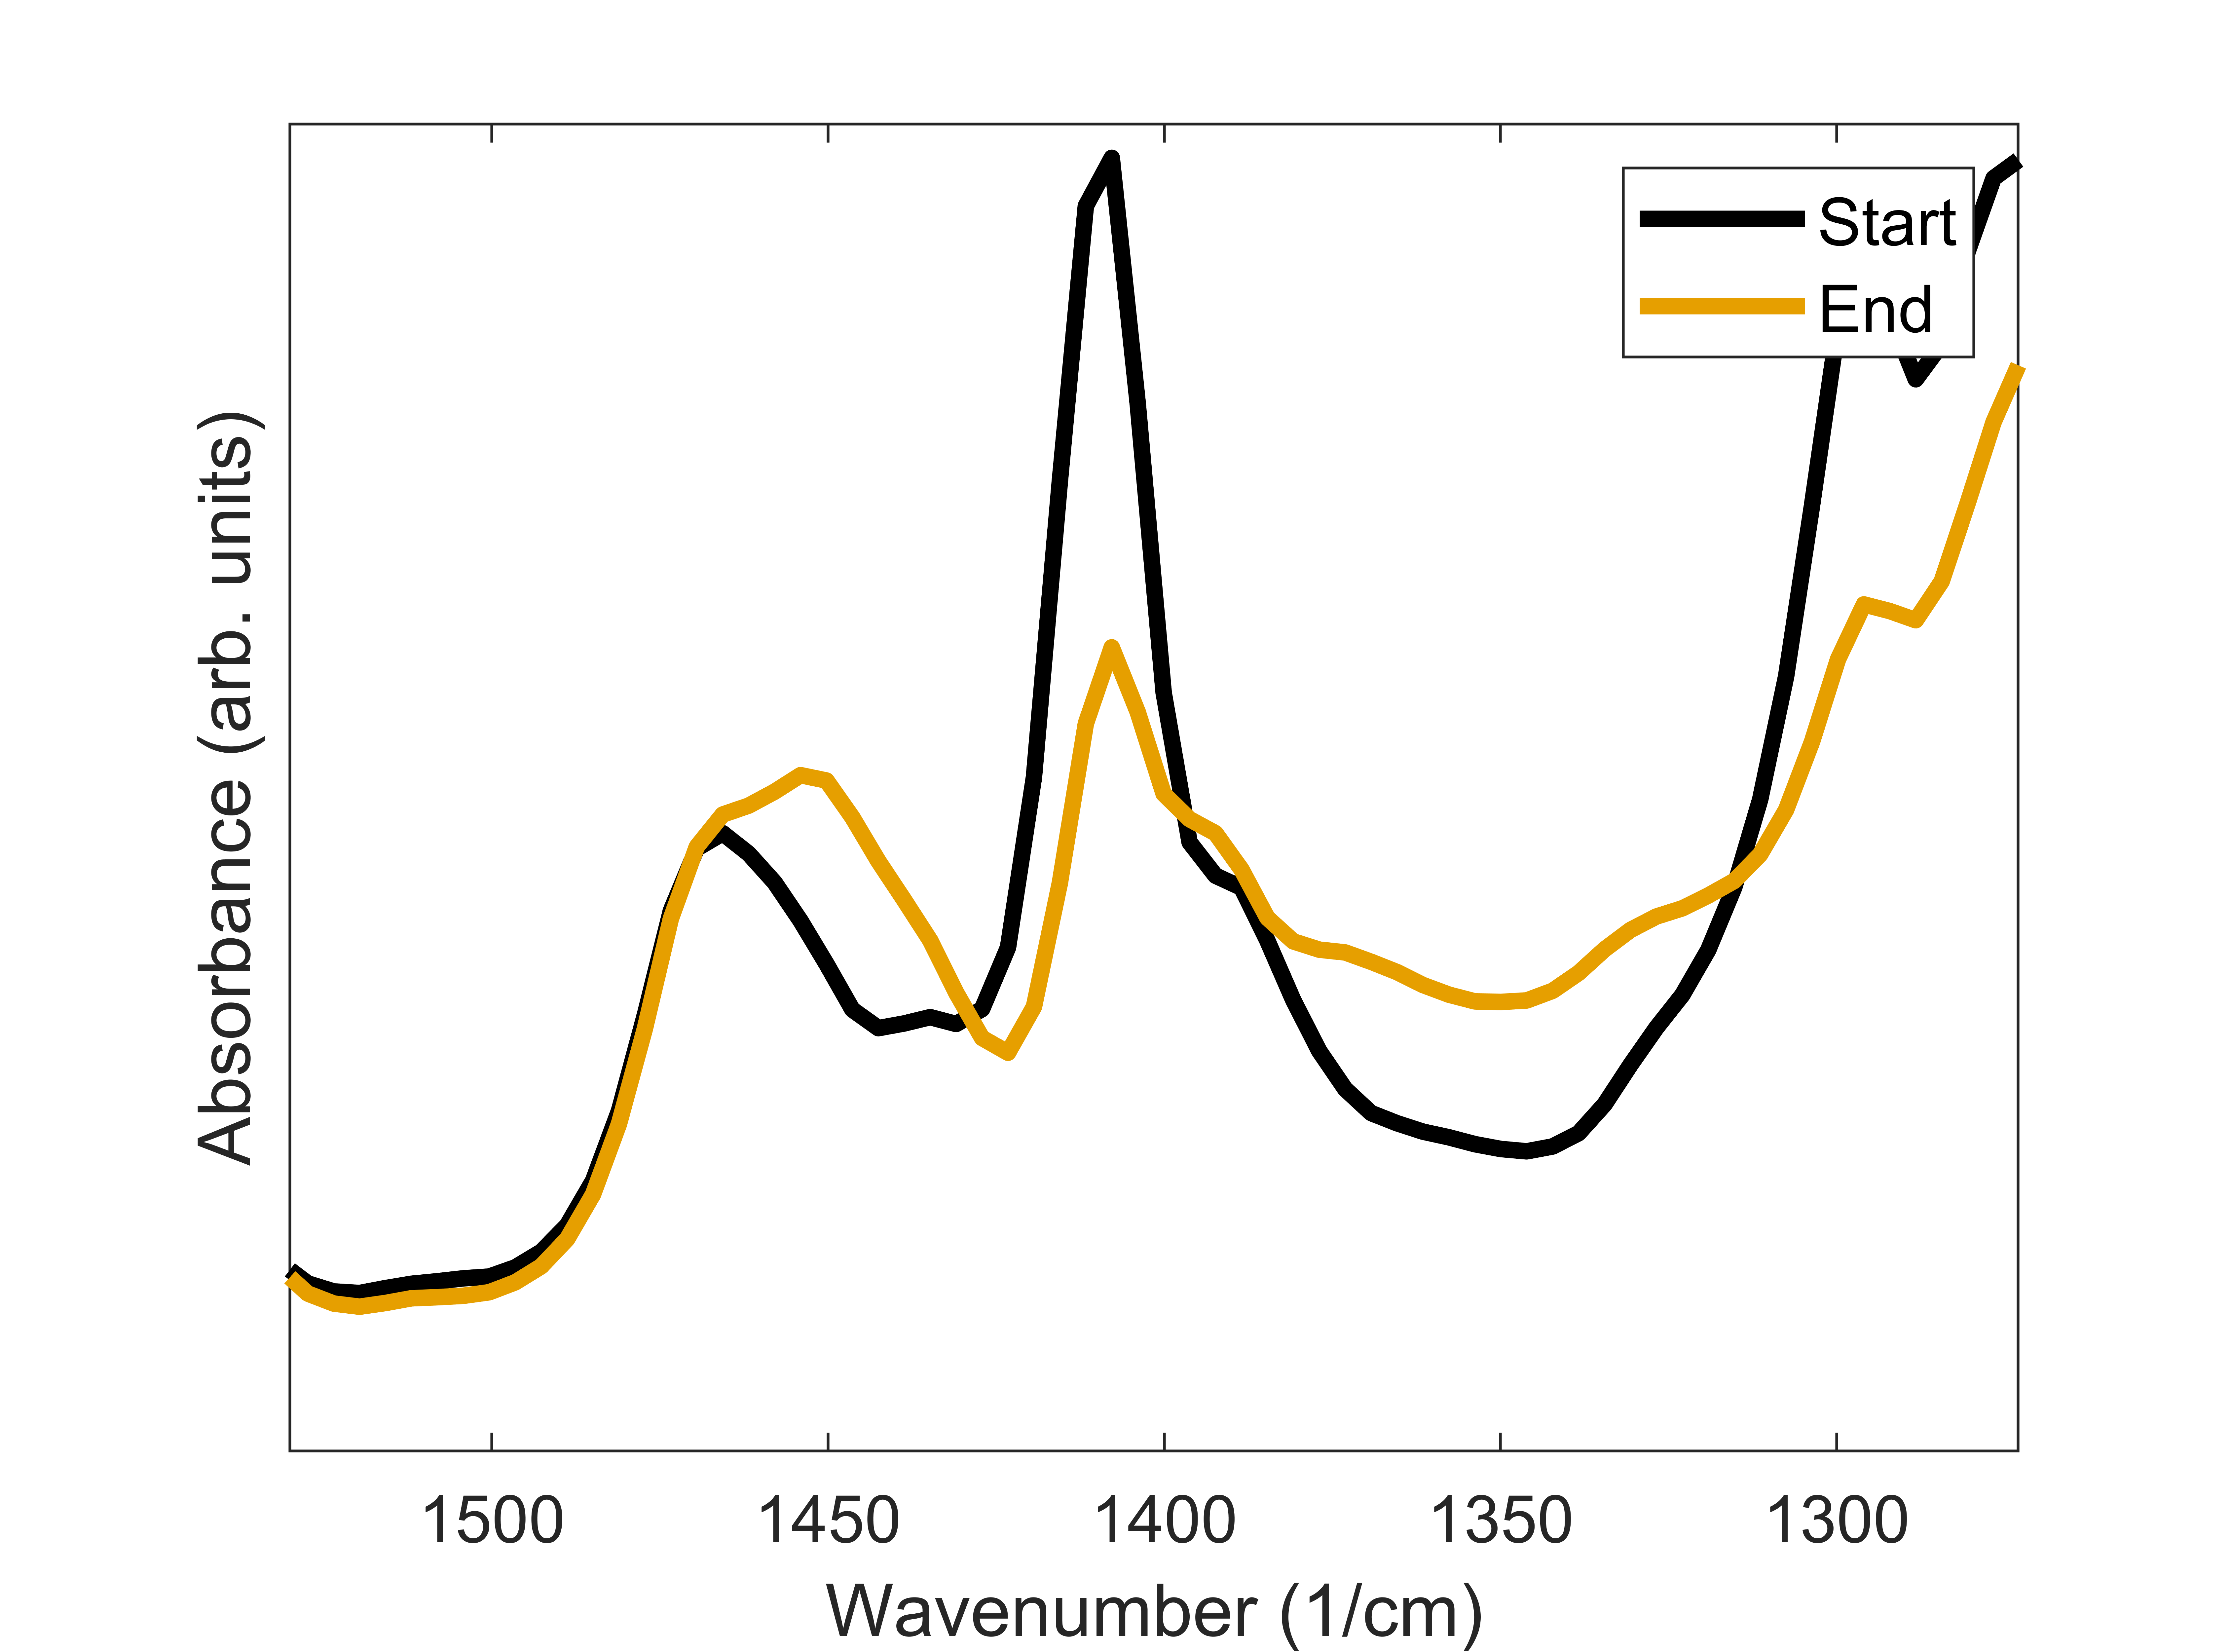 Start
End
Absorbance (arb. units)
1500 1450 1400 1350 1300
Wavenumber (1/cm)